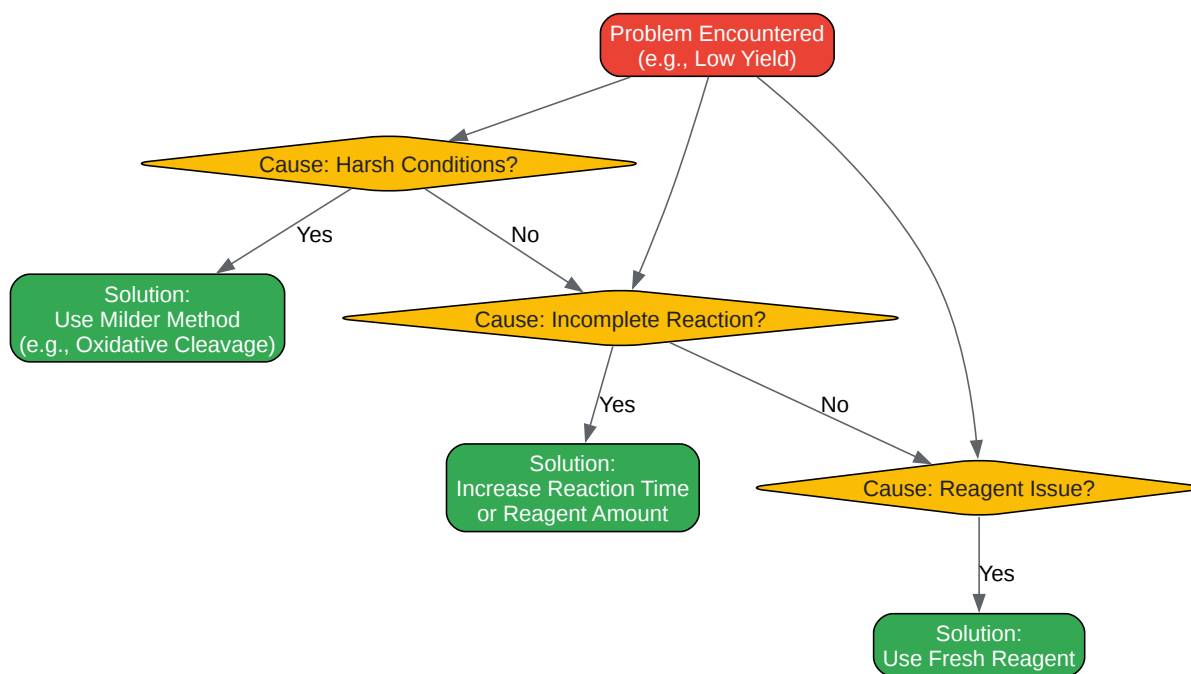 Problem Encountered
(e.g., Low Yield)
Cause: Harsh Conditions?
Yes
No
Solution:
Use Milder Method
(e.g., Oxidative Cleavage)
Cause: Incomplete Reaction?
Yes
No
Solution:
Increase Reaction Time
or Reagent Amount
Cause: Reagent Issue?
Yes
Solution:
Use Fresh Reagent